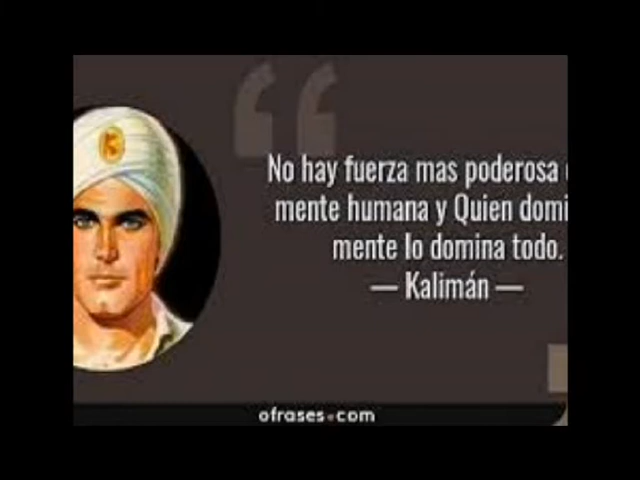 No hay fuerza mas poderosa
mente humana y Quien domi
mente lo domina todo.
— Kalimán —
ofrases.com